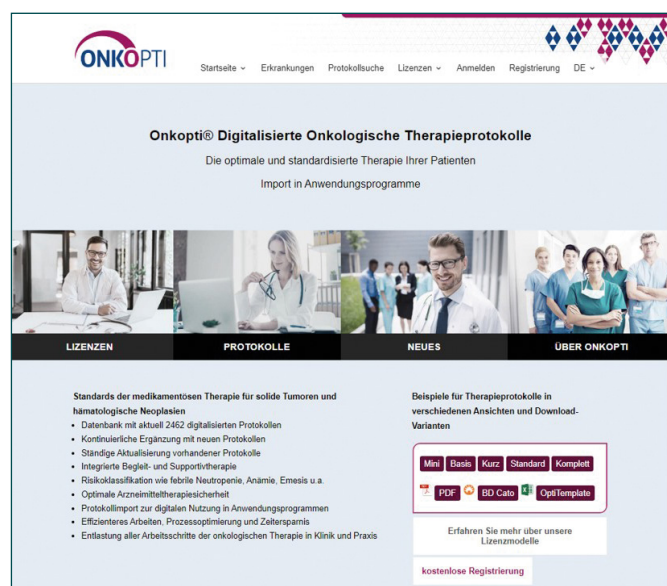 ONKOPTI
Startseite Erkrankungen Protokollsuche Lizenzen Anmelden Registrierung DE
Onkopti® Digitalisierte Onkologische Therapieprotokolle
Die optimale und standardisierte Therapie Ihrer Patienten
Import in Anwendungsprogramme
LIZENZEN PROTOKOLLE NEUES ÜBER ONKOPTI
Standards der medikamentösen Therapie für solide Tumoren und
hämatologische Neoplasien
• Datenbank mit aktuell 2462 digitalisierten Protokollen
• Kontinuierliche Ergänzung mit neuen Protokollen
• Ständige Aktualisierung vorhandener Protokolle
• Integrierte Begleit- und Supportivtherapie
• Risikoklassifikation wie febrile Neutropenie, Anämie, Emesis u.a.
• Optimale Arzneimitteltherapiesicherheit
• Protokollimport zur digitalen Nutzung in Anwendungsprogrammen
• Effizienteres Arbeiten, Prozessoptimierung und Zeitersparnis
• Entlastung aller Arbeitsschritte der onkologischen Therapie in Klinik und Praxis
Beispiele für Therapieprotokolle in
verschiedenen Ansichten und Download-
Varianten
Mini Basis Kurz Standard Komplett
PDF BD Cato OptiTemplate
Erfahren Sie mehr über unsere
Lizenzmodelle
kostenlose Registrierung